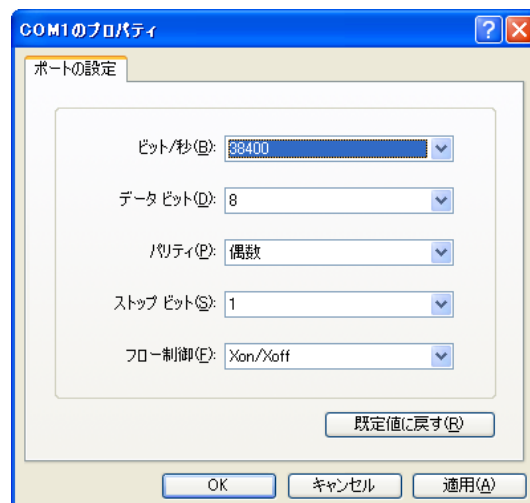 COM1のプロパティ
ポートの設定
ビット/秒(B): 38400
データ ビット(D): 8
パリティ(P): 偶数
ストップ ビット(S): 1
フロー制御(F): Xon/Xoff
既定値に戻す(R)
OK キャンセル 適用(A)